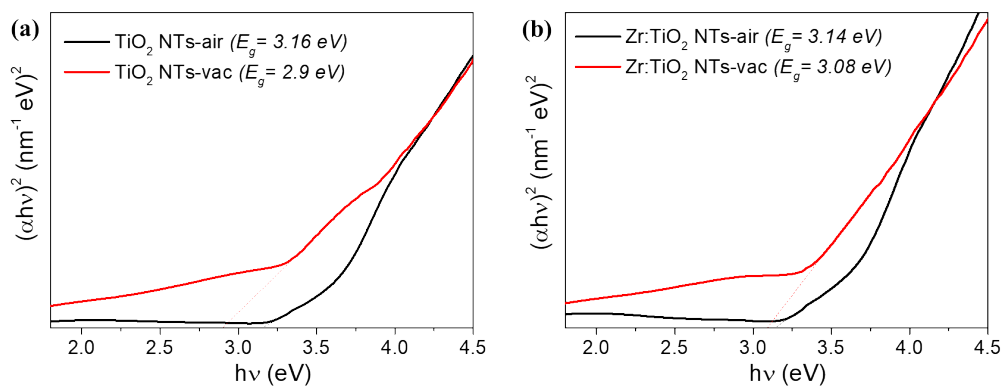 (a)
TiO2 NTs-air (Eg= 3.16 eV)
TiO2 NTs-vac (Eg= 2.9 eV)
(αhν)2 (nm-1 eV)2
2.0 2.5 3.0 3.5 4.0 4.5
hν (eV)
(b)
Zr:TiO2 NTs-air (Eg= 3.14 eV)
Zr:TiO2 NTs-vac (Eg= 3.08 eV)
(αhν)2 (nm-1 eV)2
2.0 2.5 3.0 3.5 4.0 4.5
hν (eV)